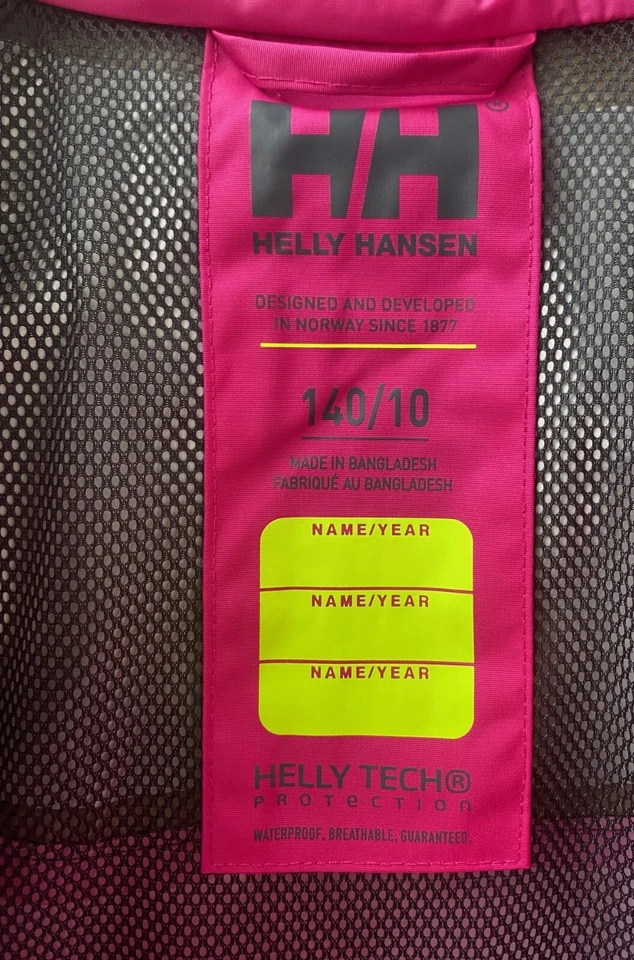 HH®
HELLY HANSEN
DESIGNED AND DEVELOPED
IN NORWAY SINCE 1877
140/10
MADE IN BANGLADESH
FABRIQUÉ AU BANGLADESH
NAME/YEAR
NAME/YEAR
NAME/YEAR
HELLY TECH®
PROTECTION
WATERPROOF. BREATHABLE. GUARANTEED.